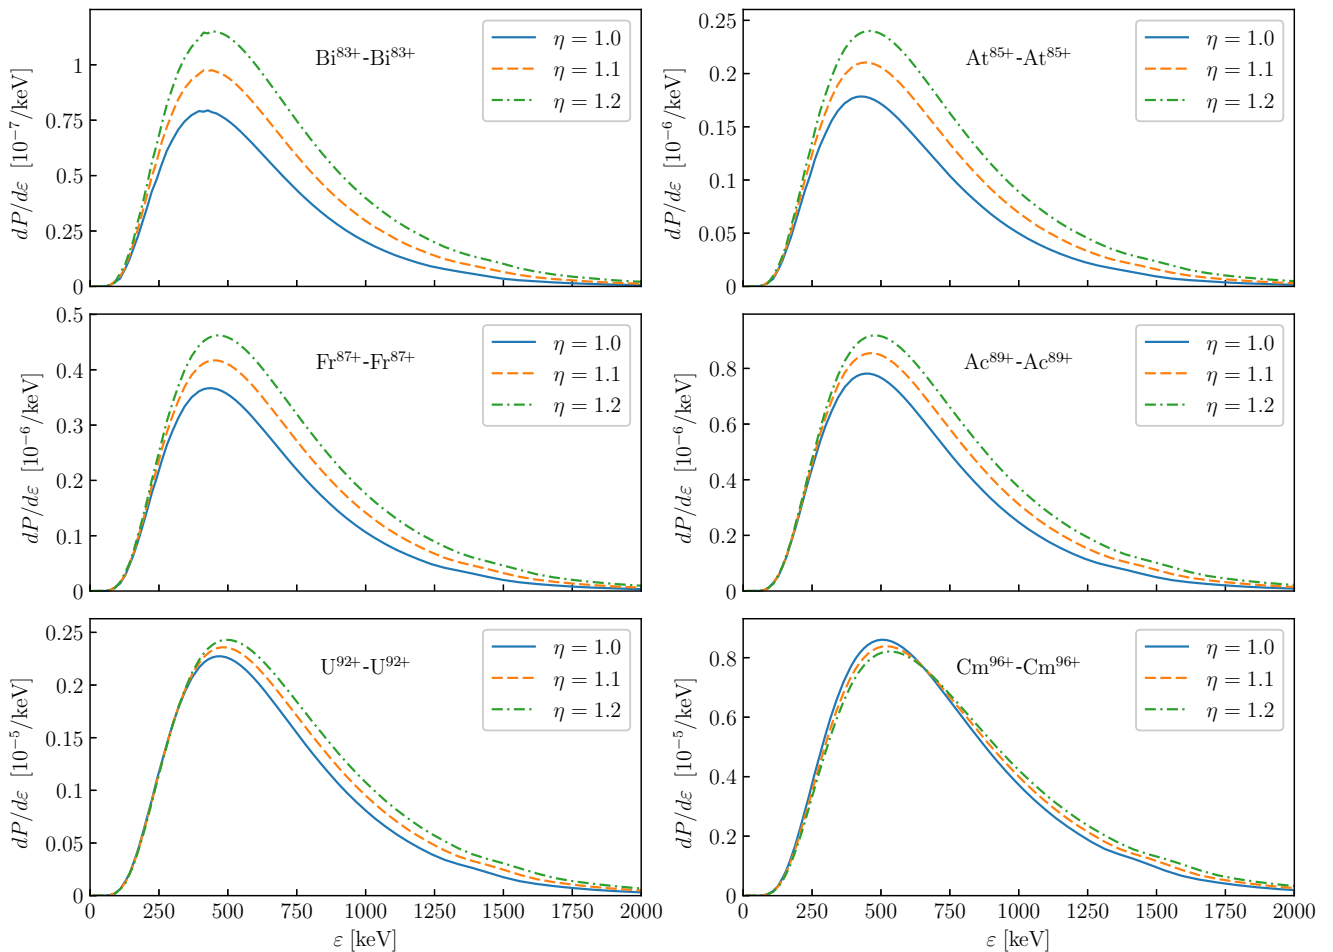 dP/dε [10⁻⁷/keV]
1
0.75
0.5
0.25
0
Bi⁸³⁺-Bi⁸³⁺
η = 1.0
η = 1.1
η = 1.2
dP/dε [10⁻⁶/keV]
0.25
0.2
0.15
0.1
0.05
0
At⁸⁵⁺-At⁸⁵⁺
η = 1.0
η = 1.1
η = 1.2
dP/dε [10⁻⁶/keV]
0.5
0.4
0.3
0.2
0.1
0
Fr⁸⁷⁺-Fr⁸⁷⁺
η = 1.0
η = 1.1
η = 1.2
dP/dε [10⁻⁶/keV]
0.8
0.6
0.4
0.2
0
Ac⁸⁹⁺-Ac⁸⁹⁺
η = 1.0
η = 1.1
η = 1.2
dP/dε [10⁻⁵/keV]
0.25
0.2
0.15
0.1
0.05
0
U⁹²⁺-U⁹²⁺
η = 1.0
η = 1.1
η = 1.2
0 250 500 750 1000 1250 1500 1750 2000
ε [keV]
dP/dε [10⁻⁵/keV]
0.8
0.6
0.4
0.2
0
Cm⁹⁶⁺-Cm⁹⁶⁺
η = 1.0
η = 1.1
η = 1.2
0 250 500 750 1000 1250 1500 1750 2000
ε [keV]